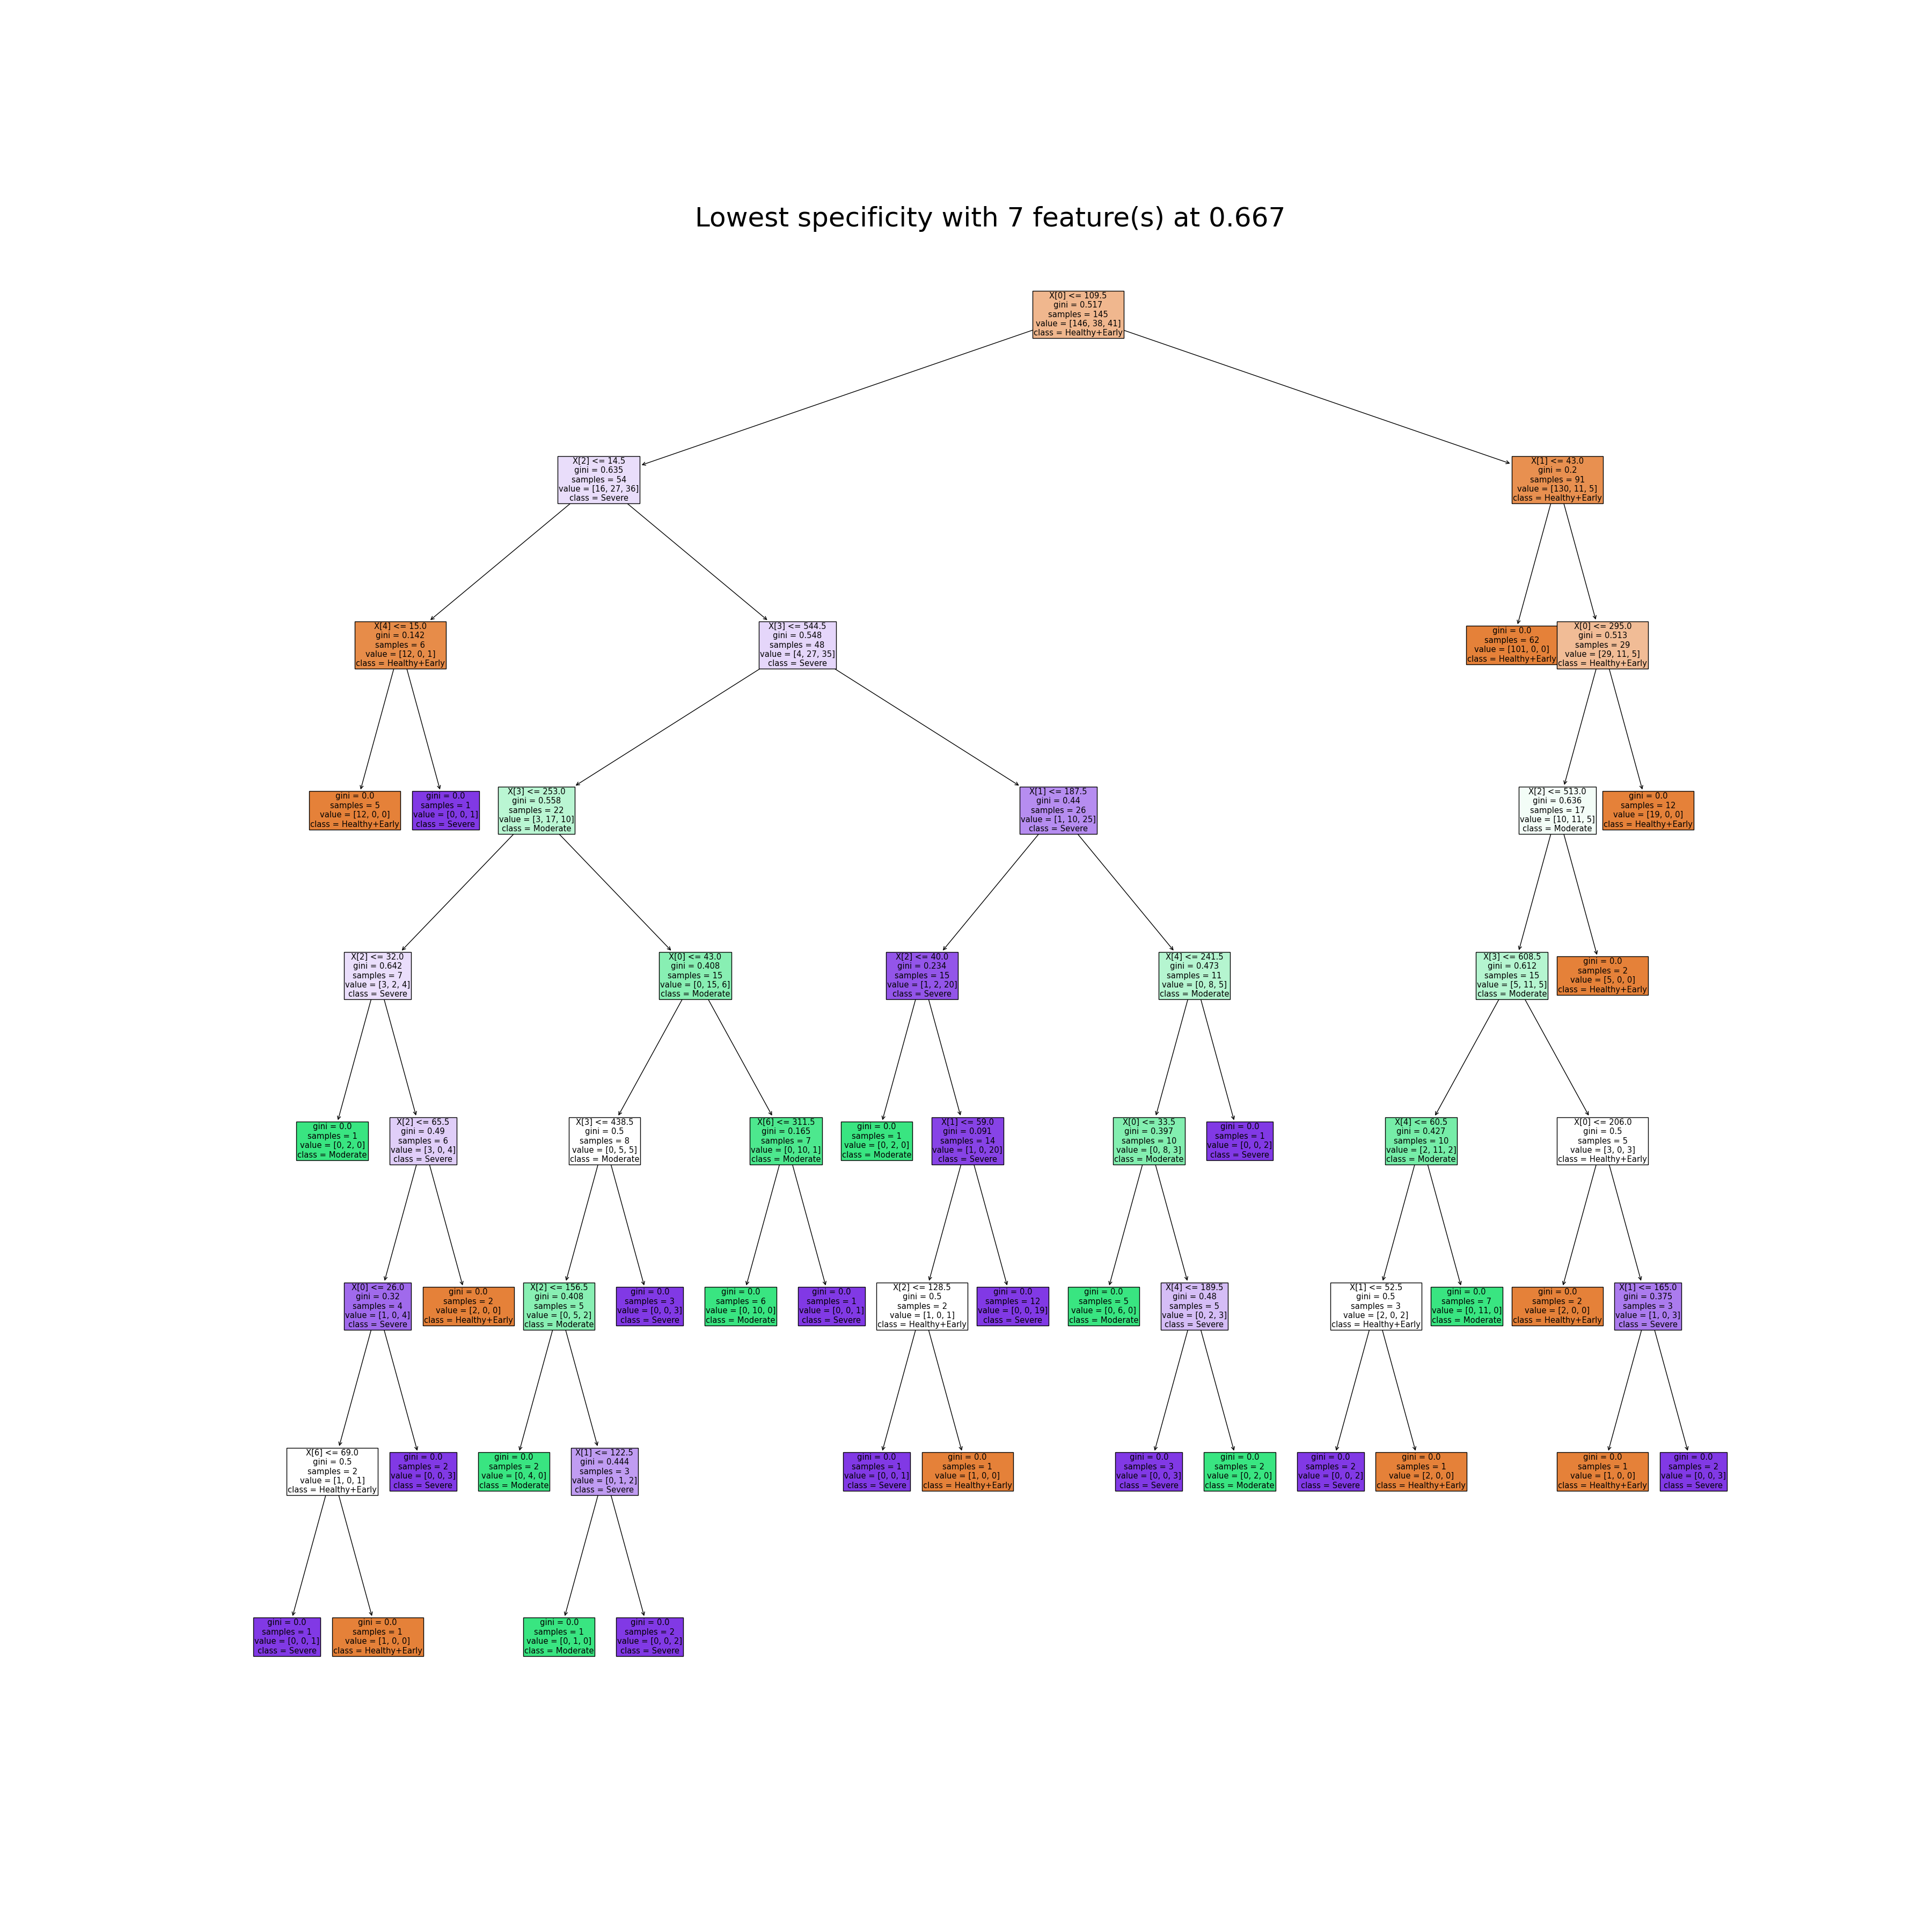 Lowest specificity with 7 feature(s) at 0.667
X[0] <= 109.5
gini = 0.517
samples = 145
value = [146, 38, 41]
class = Healthy+Early
X[2] <= 14.5
gini = 0.635
samples = 54
value = [16, 27, 36]
class = Severe
X[1] <= 43.0
gini = 0.2
samples = 91
value = [130, 11, 5]
class = Healthy+Early
X[4] <= 15.0
gini = 0.142
samples = 6
value = [12, 0, 1]
class = Healthy+Early
X[3] <= 544.5
gini = 0.548
samples = 48
value = [4, 27, 35]
class = Severe
gini = 0.0
samples = 62
value = [101, 0, 0]
class = Healthy+Early
X[0] <= 295.0
gini = 0.513
samples = 29
value = [29, 11, 5]
class = Healthy+Early
gini = 0.0
samples = 5
value = [12, 0, 0]
class = Healthy+Early
gini = 0.0
samples = 1
value = [0, 0, 1]
class = Severe
X[3] <= 253.0
gini = 0.558
samples = 22
value = [3, 17, 10]
class = Moderate
X[1] <= 187.5
gini = 0.44
samples = 26
value = [1, 10, 25]
class = Severe
X[2] <= 513.0
gini = 0.636
samples = 17
value = [10, 11, 5]
class = Moderate
gini = 0.0
samples = 12
value = [19, 0, 0]
class = Healthy+Early
X[2] <= 32.0
gini = 0.642
samples = 7
value = [3, 2, 4]
class = Severe
X[0] <= 43.0
gini = 0.408
samples = 15
value = [0, 15, 6]
class = Moderate
X[2] <= 40.0
gini = 0.234
samples = 15
value = [1, 2, 20]
class = Severe
X[4] <= 241.5
gini = 0.473
samples = 11
value = [0, 8, 5]
class = Moderate
X[3] <= 608.5
gini = 0.612
samples = 15
value = [5, 11, 5]
class = Moderate
gini = 0.0
samples = 2
value = [5, 0, 0]
class = Healthy+Early
gini = 0.0
samples = 1
value = [0, 2, 0]
class = Moderate
X[2] <= 65.5
gini = 0.49
samples = 6
value = [3, 0, 4]
class = Severe
X[3] <= 438.5
gini = 0.5
samples = 8
value = [0, 5, 5]
class = Moderate
X[6] <= 311.5
gini = 0.165
samples = 7
value = [0, 10, 1]
class = Moderate
gini = 0.0
samples = 1
value = [0, 2, 0]
class = Moderate
X[1] <= 59.0
gini = 0.091
samples = 14
value = [1, 0, 20]
class = Severe
X[0] <= 33.5
gini = 0.397
samples = 10
value = [0, 8, 3]
class = Moderate
gini = 0.0
samples = 1
value = [0, 0, 2]
class = Severe
X[4] <= 60.5
gini = 0.427
samples = 10
value = [2, 11, 2]
class = Moderate
X[0] <= 206.0
gini = 0.5
samples = 5
value = [3, 0, 3]
class = Healthy+Early
X[0] <= 26.0
gini = 0.32
samples = 4
value = [1, 0, 4]
class = Severe
gini = 0.0
samples = 2
value = [2, 0, 0]
class = Healthy+Early
X[2] <= 156.5
gini = 0.408
samples = 5
value = [0, 5, 2]
class = Moderate
gini = 0.0
samples = 3
value = [0, 0, 3]
class = Severe
gini = 0.0
samples = 6
value = [0, 10, 0]
class = Moderate
gini = 0.0
samples = 1
value = [0, 0, 1]
class = Severe
X[2] <= 128.5
gini = 0.5
samples = 2
value = [1, 0, 1]
class = Healthy+Early
gini = 0.0
samples = 12
value = [0, 0, 19]
class = Severe
gini = 0.0
samples = 5
value = [0, 6, 0]
class = Moderate
X[4] <= 189.5
gini = 0.48
samples = 5
value = [0, 2, 3]
class = Severe
X[1] <= 52.5
gini = 0.5
samples = 3
value = [2, 0, 2]
class = Healthy+Early
gini = 0.0
samples = 7
value = [0, 11, 0]
class = Moderate
gini = 0.0
samples = 2
value = [2, 0, 0]
class = Healthy+Early
X[1] <= 165.0
gini = 0.375
samples = 3
value = [1, 0, 3]
class = Severe
X[6] <= 69.0
gini = 0.5
samples = 2
value = [1, 0, 1]
class = Healthy+Early
gini = 0.0
samples = 2
value = [0, 0, 3]
class = Severe
gini = 0.0
samples = 2
value = [0, 4, 0]
class = Moderate
X[1] <= 122.5
gini = 0.444
samples = 3
value = [0, 1, 2]
class = Severe
gini = 0.0
samples = 1
value = [0, 0, 1]
class = Severe
gini = 0.0
samples = 1
value = [1, 0, 0]
class = Healthy+Early
gini = 0.0
samples = 3
value = [0, 0, 3]
class = Severe
gini = 0.0
samples = 2
value = [0, 2, 0]
class = Moderate
gini = 0.0
samples = 2
value = [0, 0, 2]
class = Severe
gini = 0.0
samples = 1
value = [2, 0, 0]
class = Healthy+Early
gini = 0.0
samples = 1
value = [1, 0, 0]
class = Healthy+Early
gini = 0.0
samples = 2
value = [0, 0, 3]
class = Severe
gini = 0.0
samples = 1
value = [0, 0, 1]
class = Severe
gini = 0.0
samples = 1
value = [1, 0, 0]
class = Healthy+Early
gini = 0.0
samples = 1
value = [0, 1, 0]
class = Moderate
gini = 0.0
samples = 2
value = [0, 0, 2]
class = Severe